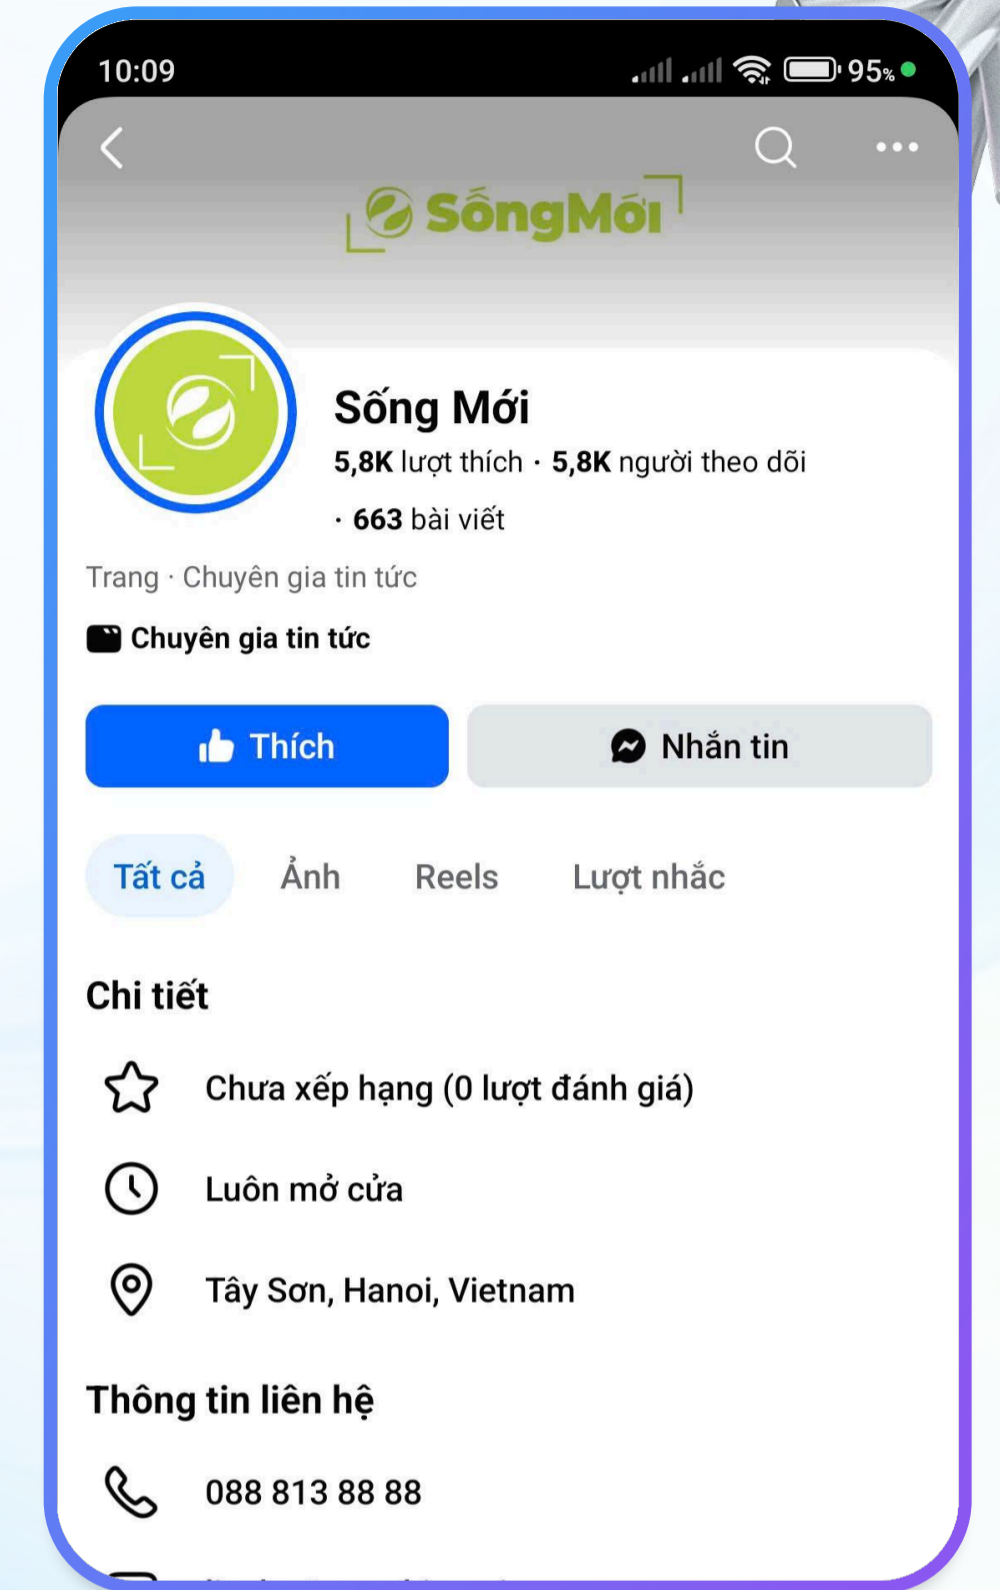 10:09
95%
SốngMới
Sống Mới
5,8K lượt thích · 5,8K người theo dõi
· 663 bài viết
Trang · Chuyên gia tin tức
Chuyên gia tin tức
Thích
Nhắn tin
Tất cả
Ảnh
Reels
Lượt nhắc
Chi tiết
Chưa xếp hạng (0 lượt đánh giá)
Luôn mở cửa
Tây Sơn, Hanoi, Vietnam
Thông tin liên hệ
088 813 88 88